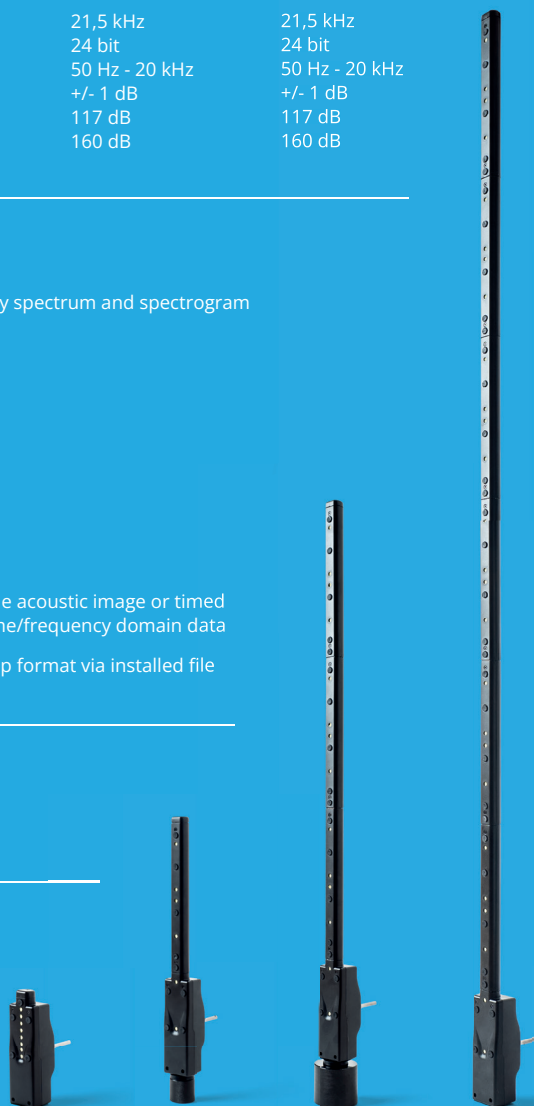 21,5 kHz 21,5 kHz
24 bit 24 bit
50 Hz - 20 kHz 50 Hz - 20 kHz
+/- 1 dB +/- 1 dB
117 dB 117 dB
160 dB 160 dB
y spectrum and spectrogram
e acoustic image or timed
ne/frequency domain data
p format via installed file